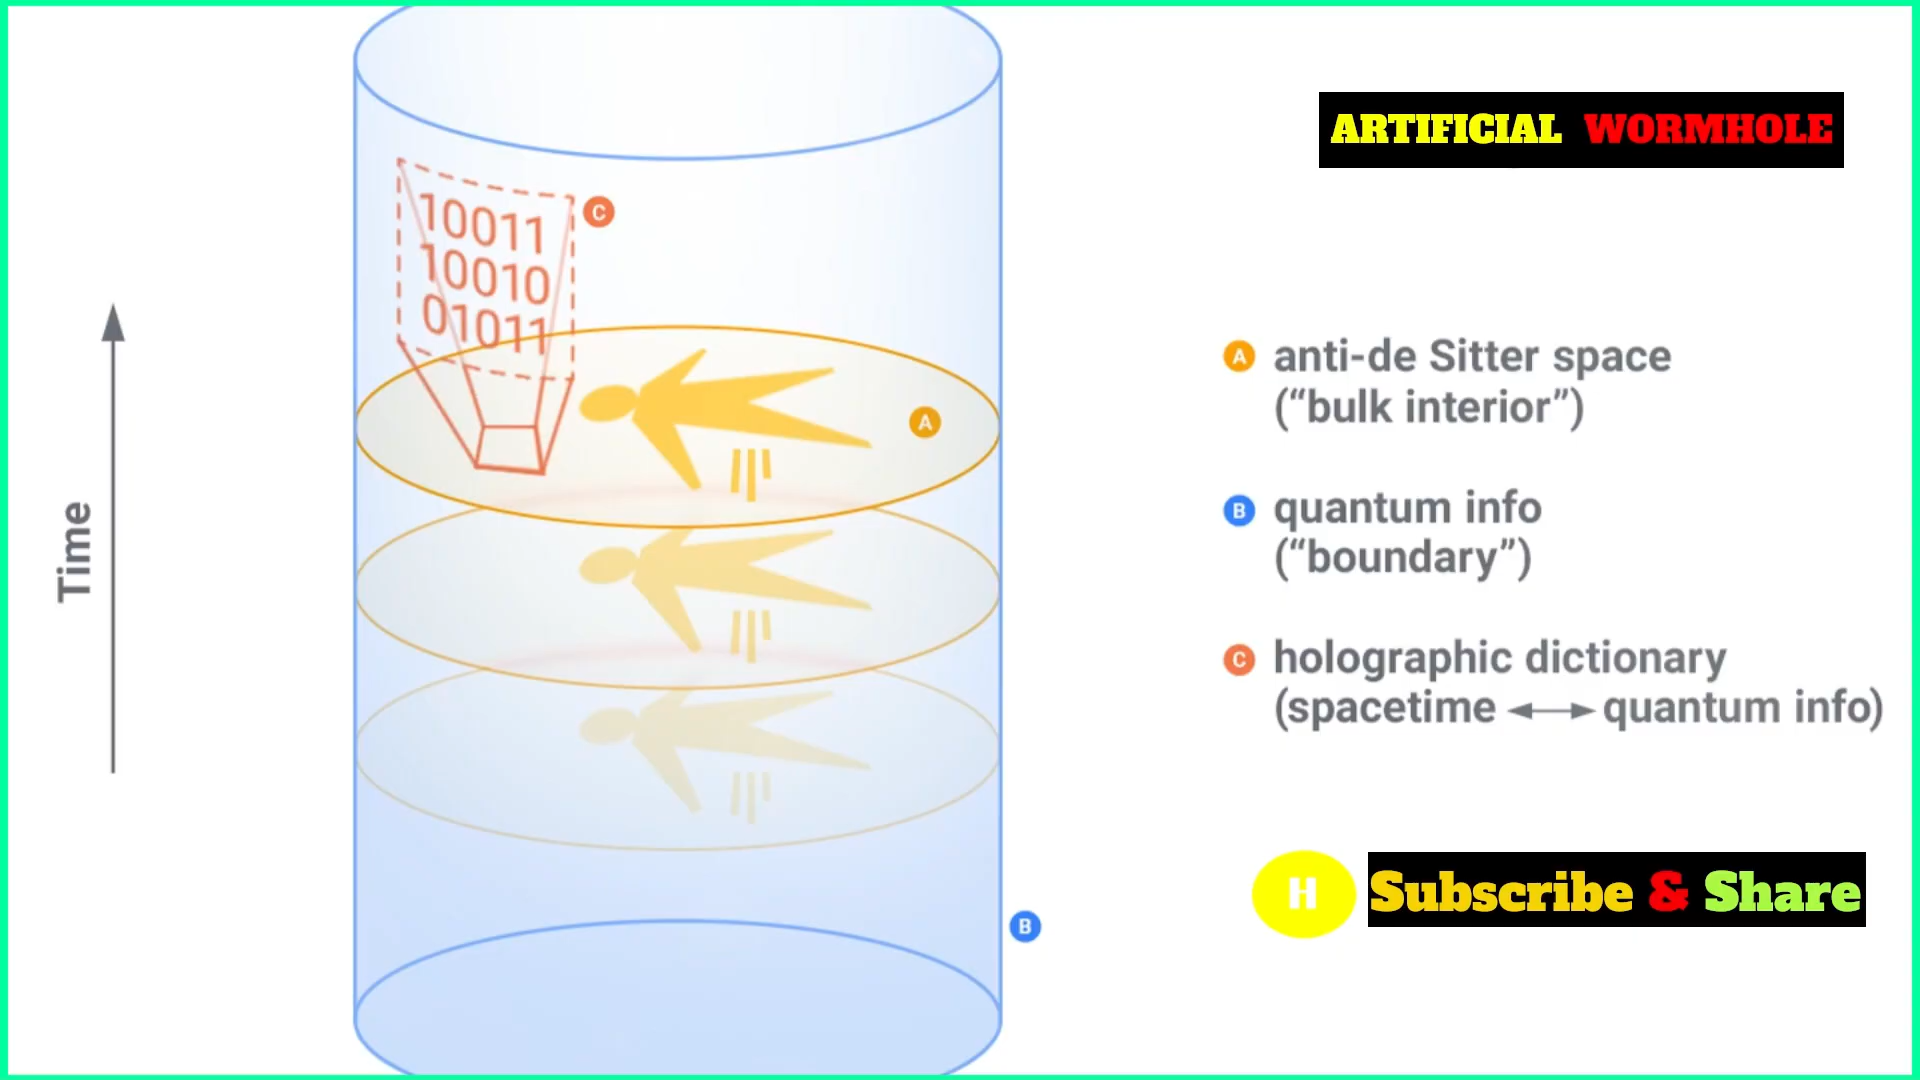 ARTIFICIAL WORMHOLE
10011
10010
01011
C
A
Time
B
A anti-de Sitter space
(“bulk interior”)
B quantum info
(“boundary”)
C holographic dictionary
(spacetime ⟷ quantum info)
H Subscribe & Share